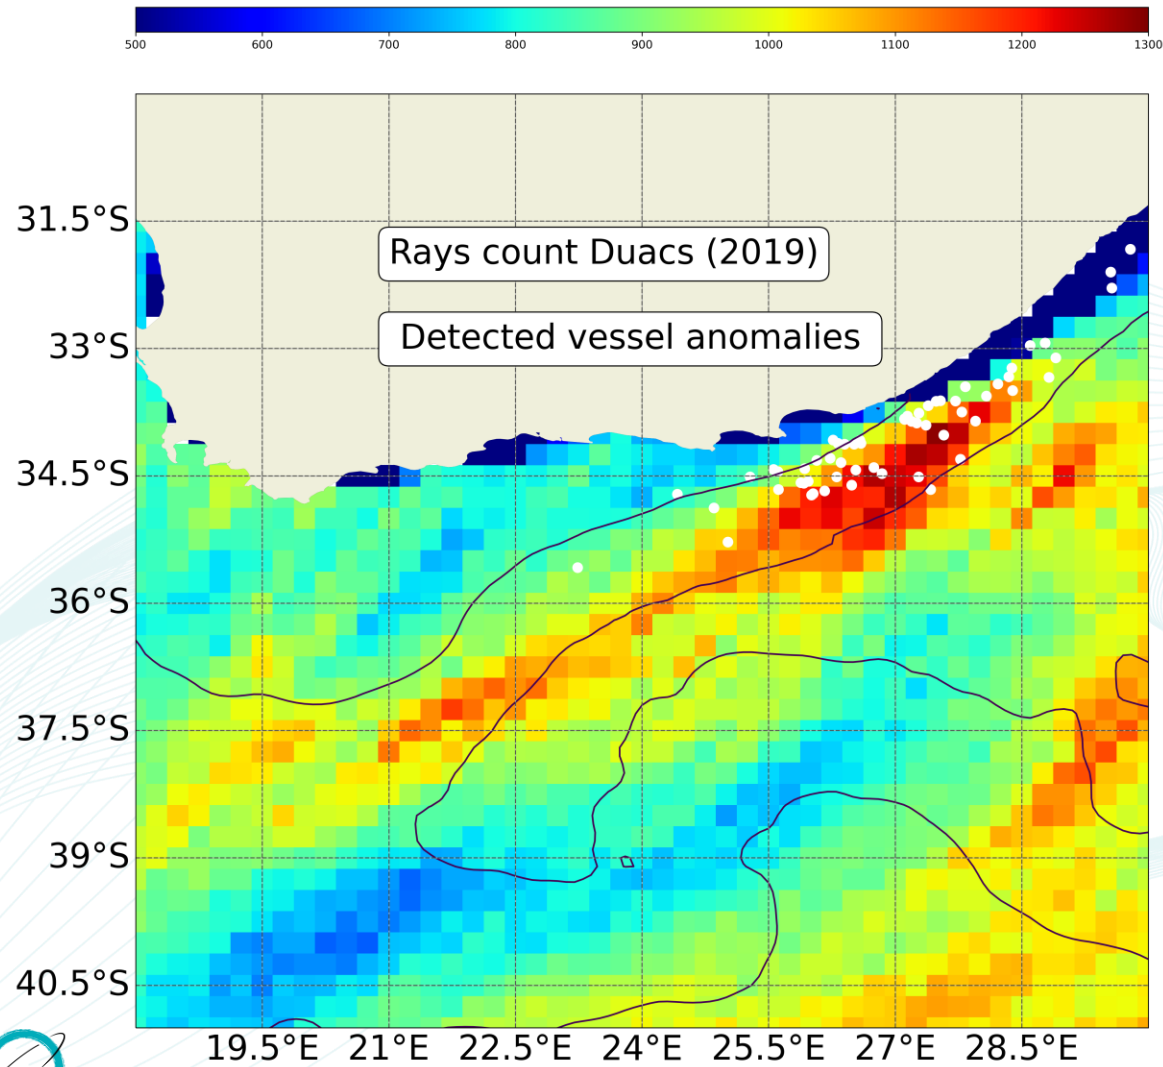 500 600 700 800 900 1000 1100 1200 1300
31.5°S
Rays count Duacs (2019)
33°S
Detected vessel anomalies
34.5°S
36°S
37.5°S
39°S
40.5°S
19.5°E 21°E 22.5°E 24°E 25.5°E 27°E 28.5°E